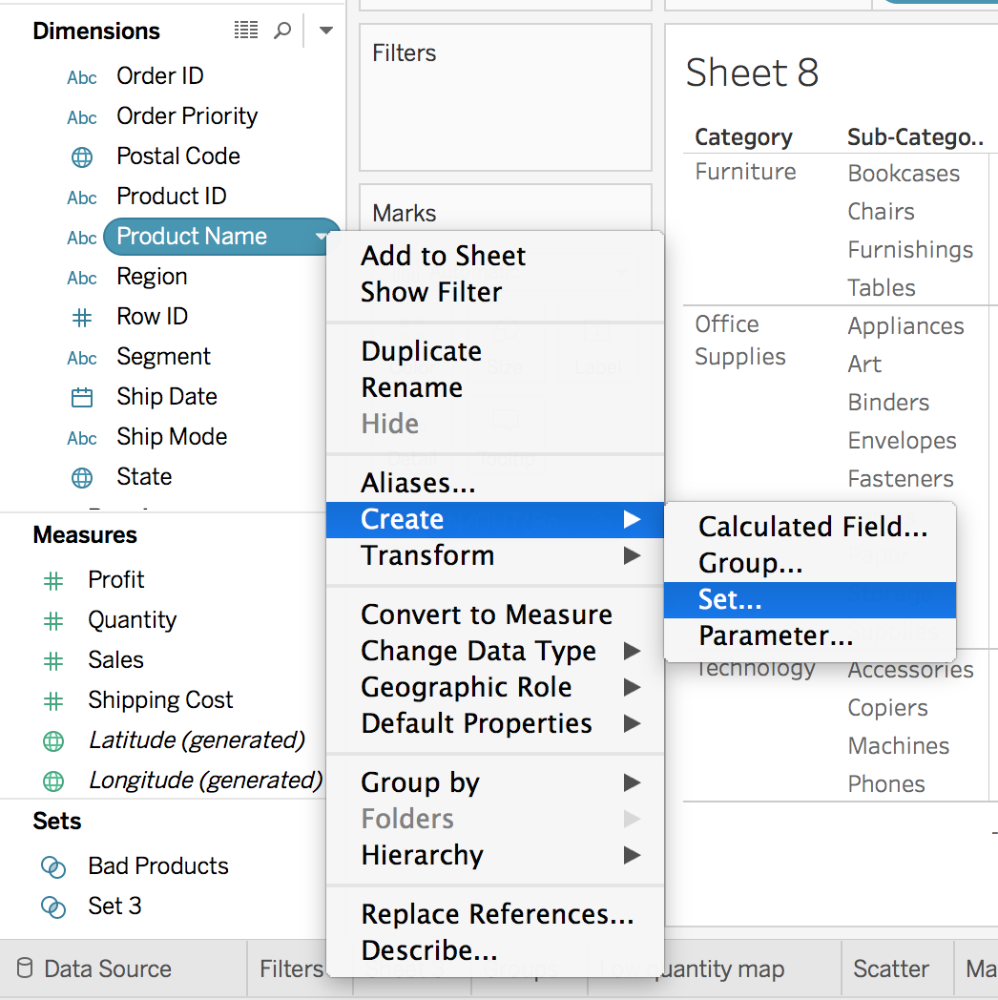 Dimensions
Abc Order ID
Abc Order Priority
Postal Code
Abc Product ID
Abc Product Name
Abc Region
# Row ID
Abc Segment
Ship Date
Abc Ship Mode
State
Measures
# Profit
# Quantity
# Sales
# Shipping Cost
Latitude (generated)
Longitude (generated)
Sets
Bad Products
Set 3
Filters
Marks
Add to Sheet
Show Filter
Duplicate
Rename
Hide
Aliases...
Create
Transform
Convert to Measure
Change Data Type
Geographic Role
Default Properties
Group by
Folders
Hierarchy
Replace References...
Describe...
Calculated Field...
Group...
Set...
Parameter...
Sheet 8
Category Sub-Catego..
Furniture Bookcases
Chairs
Furnishings
Tables
Office Supplies Appliances
Art
Binders
Envelopes
Fasteners
Technology Accessories
Copiers
Machines
Phones
Data Source Filters Sheet 3 Groups Low quantity map Scatter Ma